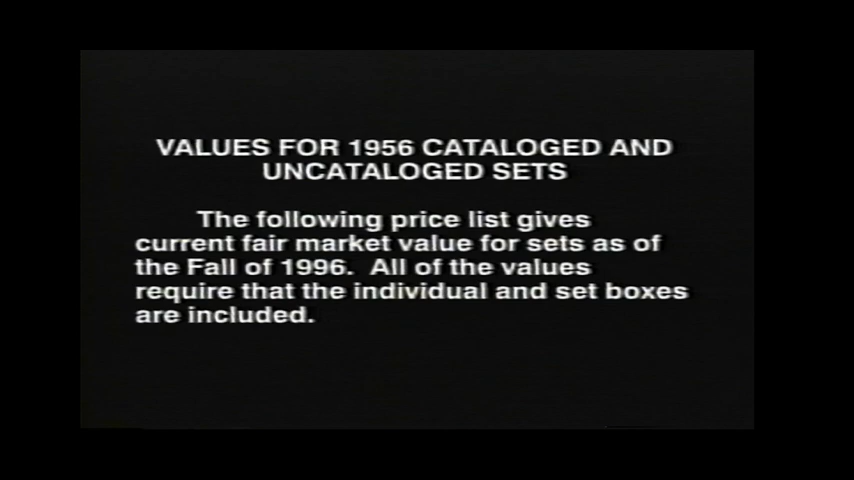 VALUES FOR 1956 CATALOGED AND
UNCATALOGED SETS
The following price list gives
current fair market value for sets as of
the Fall of 1996. All of the values
require that the individual and set boxes
are included.